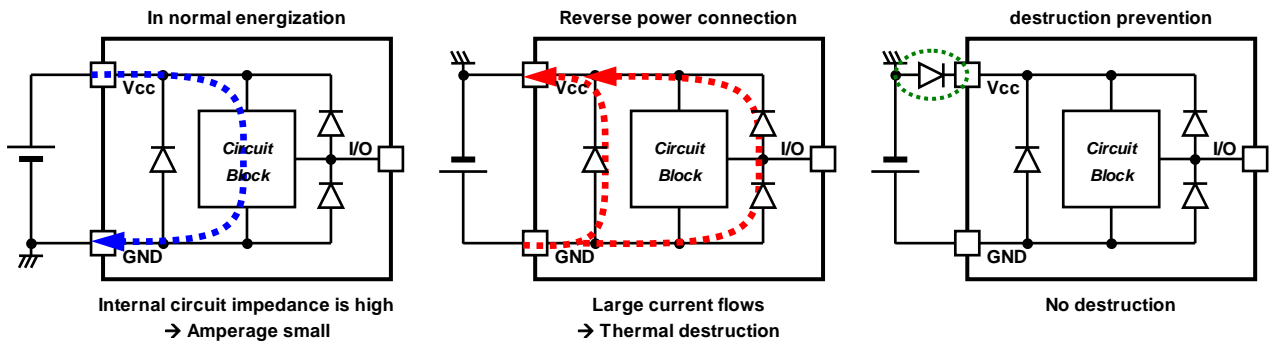 In normal energization
Vcc
Circuit
Block
I/O
GND
Internal circuit impedance is high
→ Amperage small
Reverse power connection
Vcc
Circuit
Block
I/O
GND
Large current flows
→ Thermal destruction
destruction prevention
Vcc
Circuit
Block
I/O
GND
No destruction